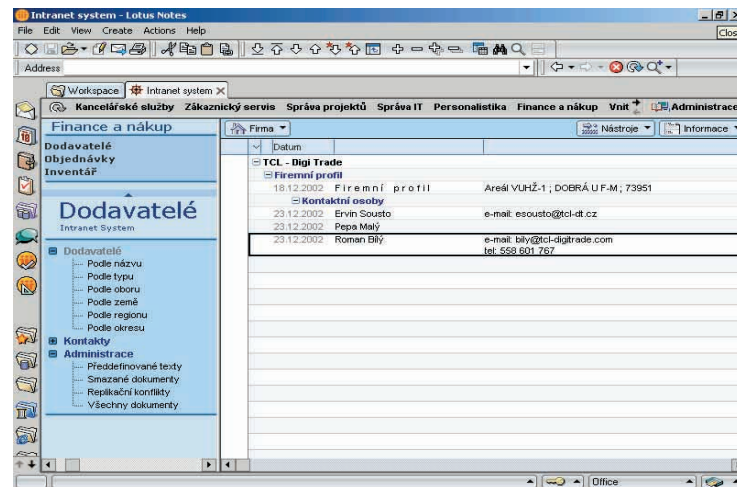 Intranet system - Lotus Notes
File Edit View Create Actions Help
Clos
Address
Workspace Intranet system
Kancelářské služby Zákaznický servis Správa projektů Správa IT Personalistika Finance a nákup Vnit Administrace
Finance a nákup
Dodavatelé
Objednávky
Inventář
Dodavatelé
Intranet System
Dodavatelé
Podle názvu
Podle typu
Podle oboru
Podle země
Podle regionu
Podle okresu
Kontakty
Administrace
Předdefinované texty
Smazané dokumenty
Replikační konflikty
Všechny dokumenty
Firma Nástroje Informace
Datum
TCL - Digi Trade
Firemní profil
18.12.2002 Firemní profil Areál VUHŽ-1 ; DOBRÁ U F-M ; 73951
Kontaktní osoby
23.12.2002 Ervin Sousto e-mail: esousto@tcl-dt.cz
23.12.2002 Pepa Malý
23.12.2002 Roman Bílý e-mail: bily@tcl-digitrade.com
tel: 558 601 767
Office